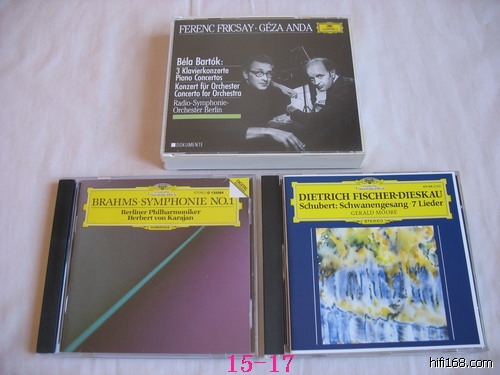 FERENC FRICSAY · GÉZA ANDA
Béla Bartók:
3 Klavierkonzerte
Piano Concertos
Konzert für Orchester
Concerto for Orchestra
Radio-Symphonie-
Orchester Berlin
DOKUMENTE
BRAHMS·SYMPHONIE NO.1
Berliner Philharmoniker
Herbert von Karajan
DIETRICH FISCHER-DIESKAU
Schubert: Schwanengesang 7 Lieder
GERALD MOORE
STEREO
15-17
hifi168.com